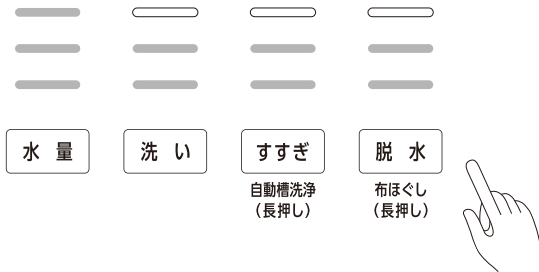 水量 洗い すすぎ 脱水
自動槽洗浄 布ほぐし
（長押し） （長押し）